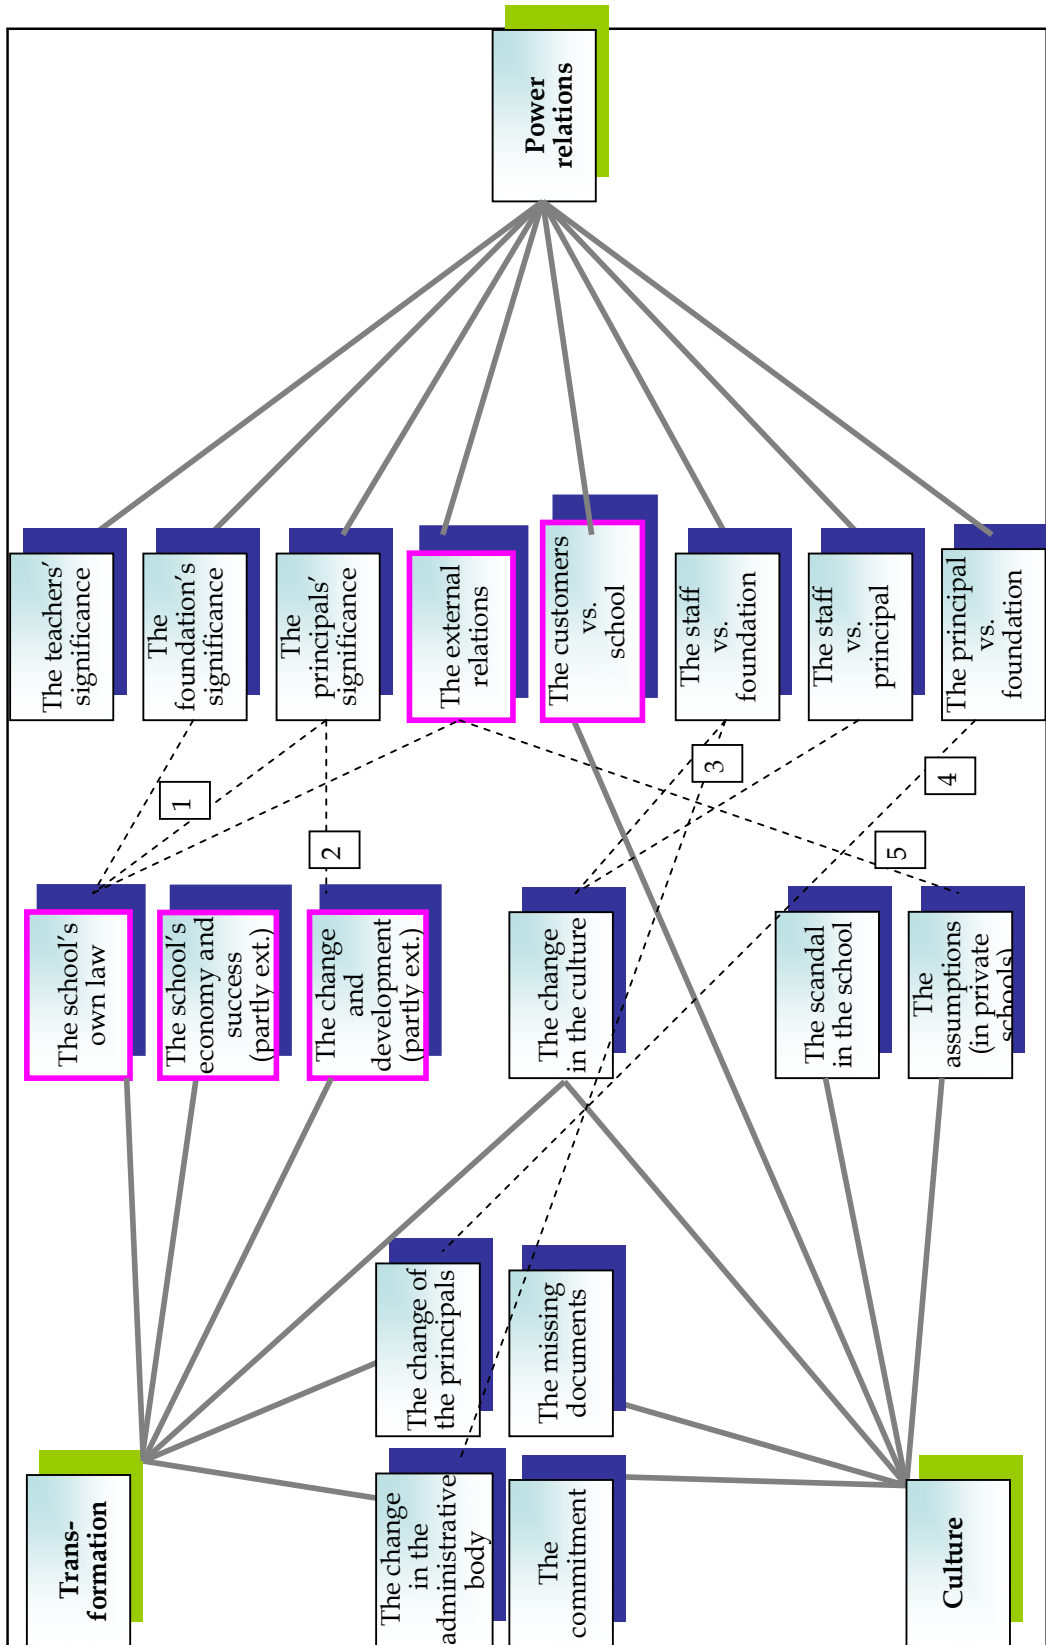 Trans-
formation
The change
in the
administrative
body
The
commitment
Culture
The change of
the principals
The missing
documents
The school's
own law
The school's
economy and
success
(partly ext.)
The change
and
development
(partly ext.)
The change
in the culture
The scandal
in the school
The
assumptions
(in private
schools)
1
2
3
4
5
The teachers'
significance
The
foundation's
significance
The
principals'
significance
The external
relations
The customers
vs.
school
The staff
vs.
foundation
The staff
vs.
principal
The principal
vs.
foundation
Power
relations